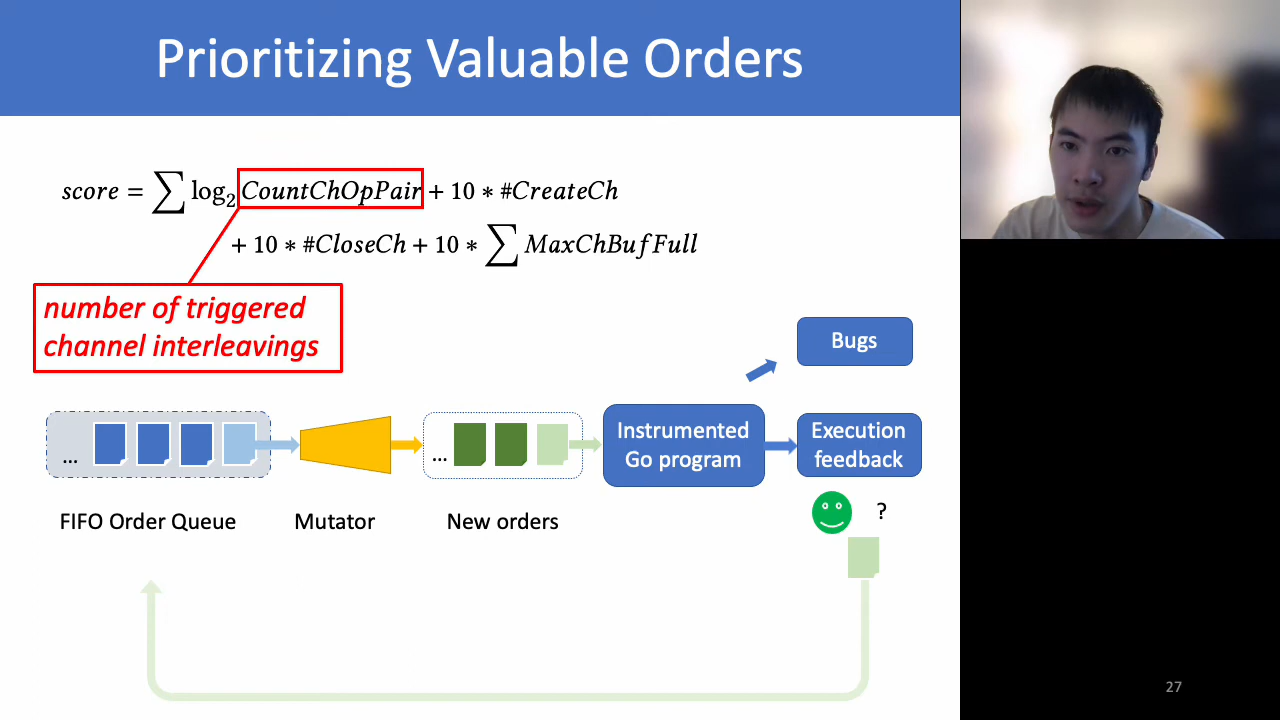 Prioritizing Valuable Orders
score = ∑ log₂ CountChOpPair + 10 ∗ #CreateCh
+ 10 ∗ #CloseCh + 10 ∗ ∑ MaxChBufFull
number of triggered
channel interleavings
Bugs
Instrumented
Go program
Execution
feedback
...
...
FIFO Order Queue
Mutator
New orders
?
27